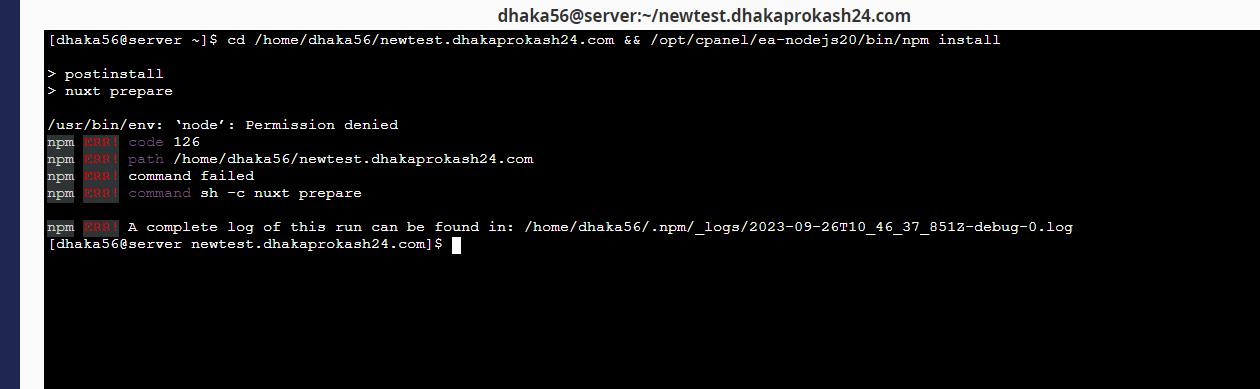 dhaka56@server:~/newtest.dhakaprokash24.com
[dhaka56@server ~]$ cd /home/dhaka56/newtest.dhakaprokash24.com && /opt/cpanel/ea-nodejs20/bin/npm install
> postinstall
> nuxt prepare
/usr/bin/env: ‘node’: Permission denied
npm ERR! code 126
npm ERR! path /home/dhaka56/newtest.dhakaprokash24.com
npm ERR! command failed
npm ERR! command sh -c nuxt prepare
npm ERR! A complete log of this run can be found in: /home/dhaka56/.npm/_logs/2023-09-26T10_46_37_851Z-debug-0.log
[dhaka56@server newtest.dhakaprokash24.com]$